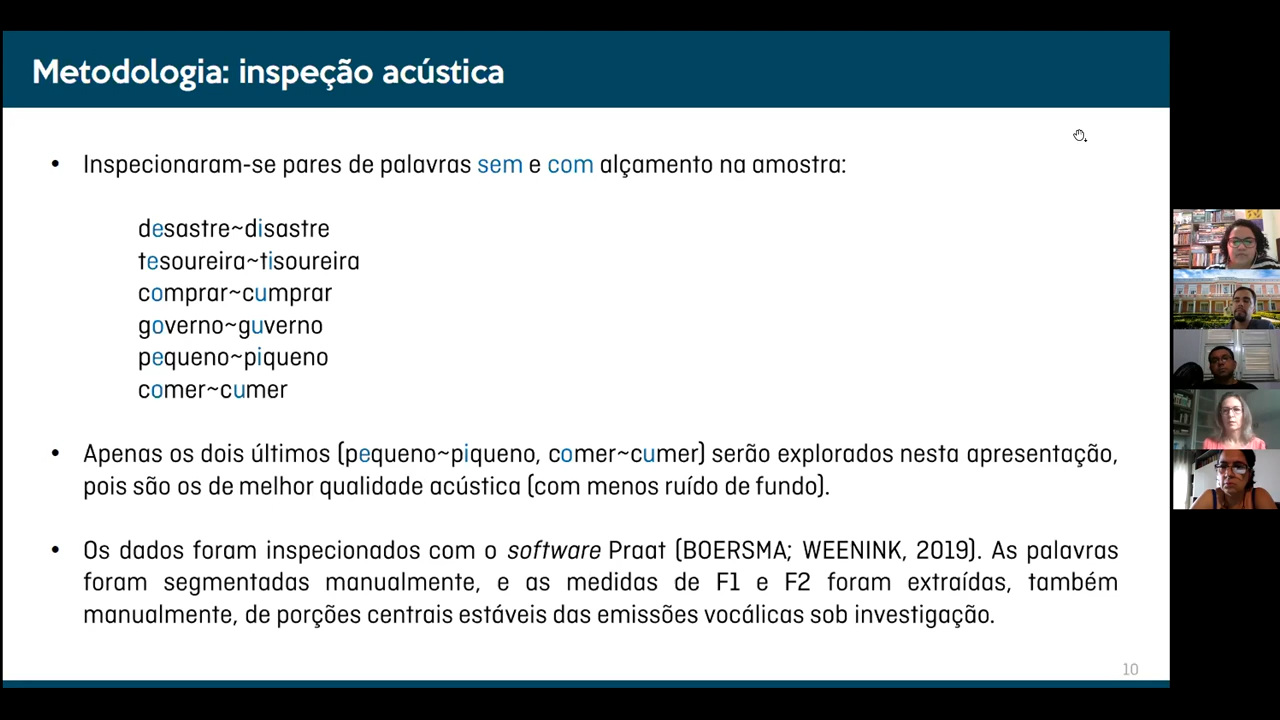 Metodologia: inspeção acústica
• Inspecionaram-se pares de palavras sem e com alçamento na amostra:
desastre~disastre
tesoureira~tisoureira
comprar~cumprar
governo~guverno
pequeno~piqueno
comer~cumer
• Apenas os dois últimos (pequeno~piqueno, comer~cumer) serão explorados nesta apresentação,
pois são os de melhor qualidade acústica (com menos ruído de fundo).
• Os dados foram inspecionados com o software Praat (BOERSMA; WEENINK, 2019). As palavras
foram segmentadas manualmente, e as medidas de F1 e F2 foram extraídas, também
manualmente, de porções centrais estáveis das emissões vocálicas sob investigação.
10